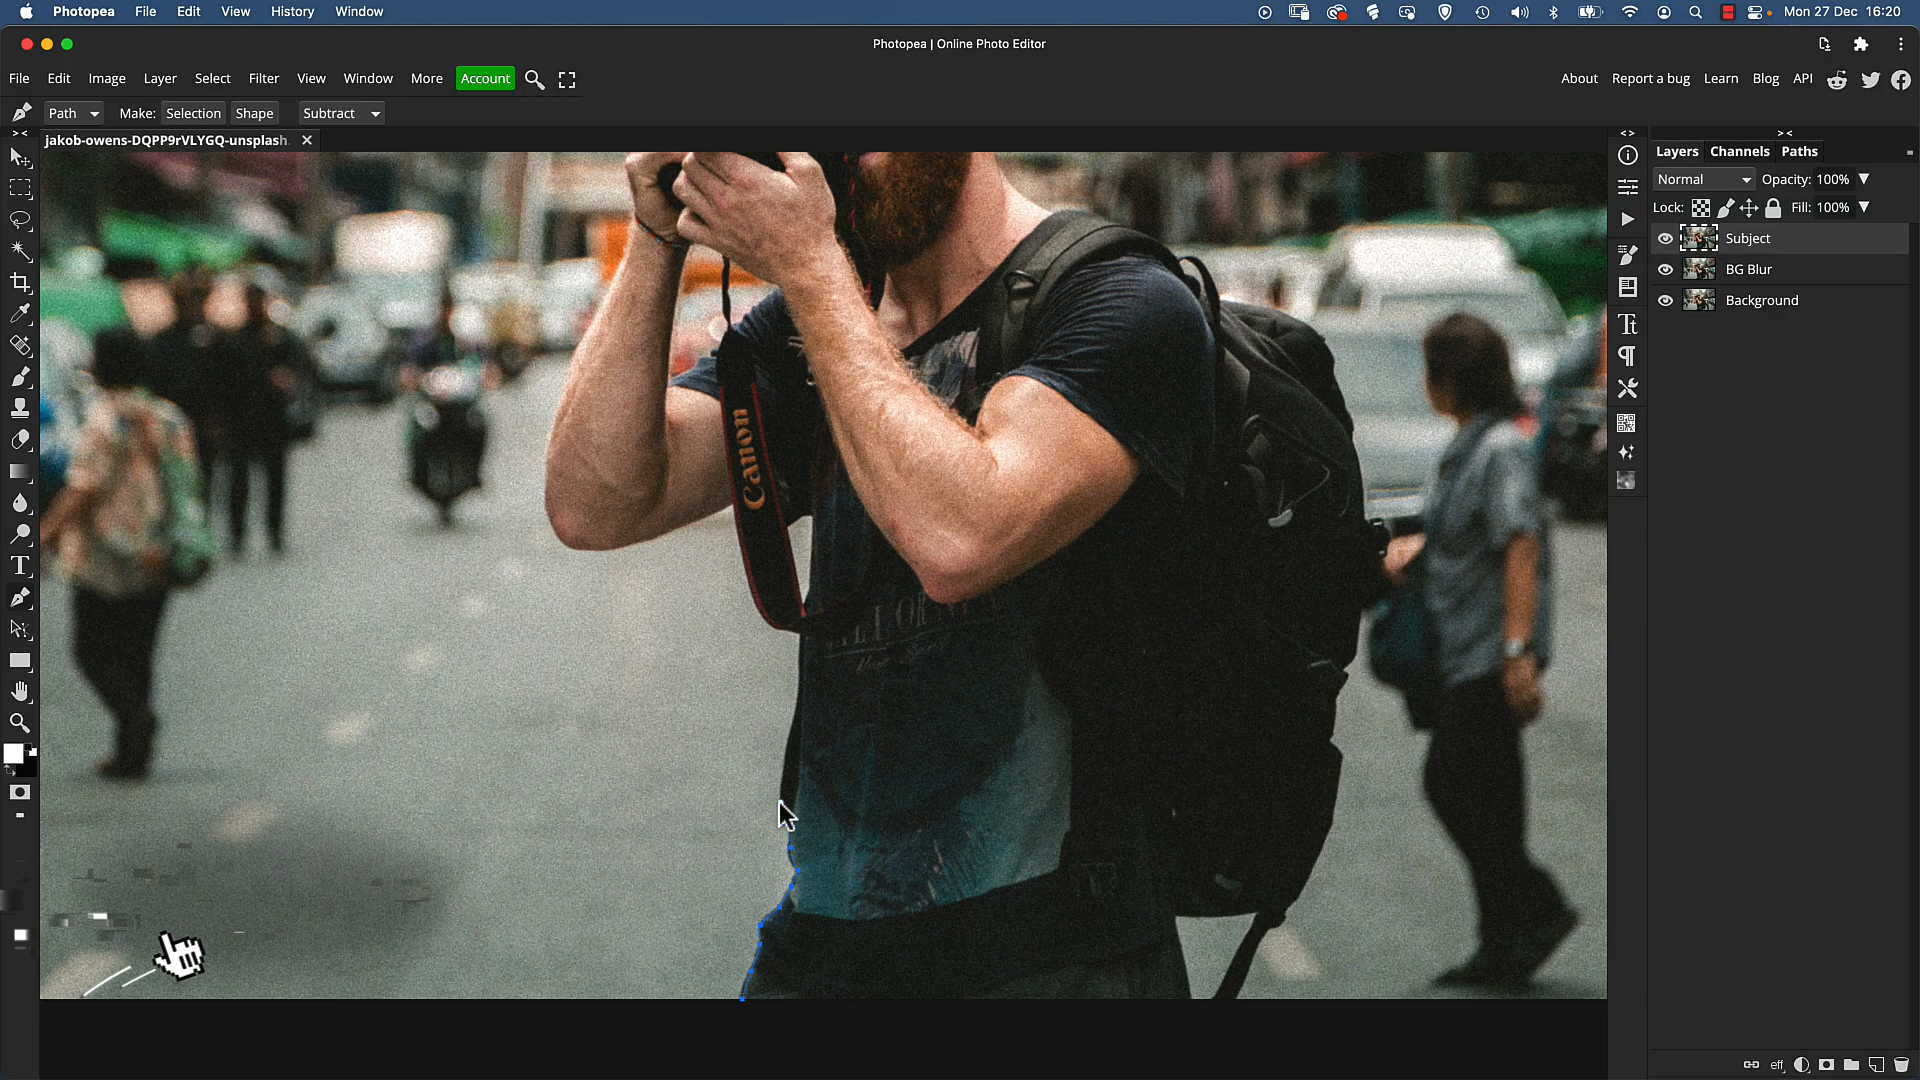 Photopea File Edit View History Window
Mon 27 Dec 16:20
Photopea | Online Photo Editor
File Edit Image Layer Select Filter View Window More Account
About Report a bug Learn Blog API
Path Make: Selection Shape Subtract
jakob-owens-DQPP9rVLYGQ-unsplash
Layers Channels Paths
Normal Opacity: 100%
Lock: Fill: 100%
Subject
BG Blur
Background
Canon
eff